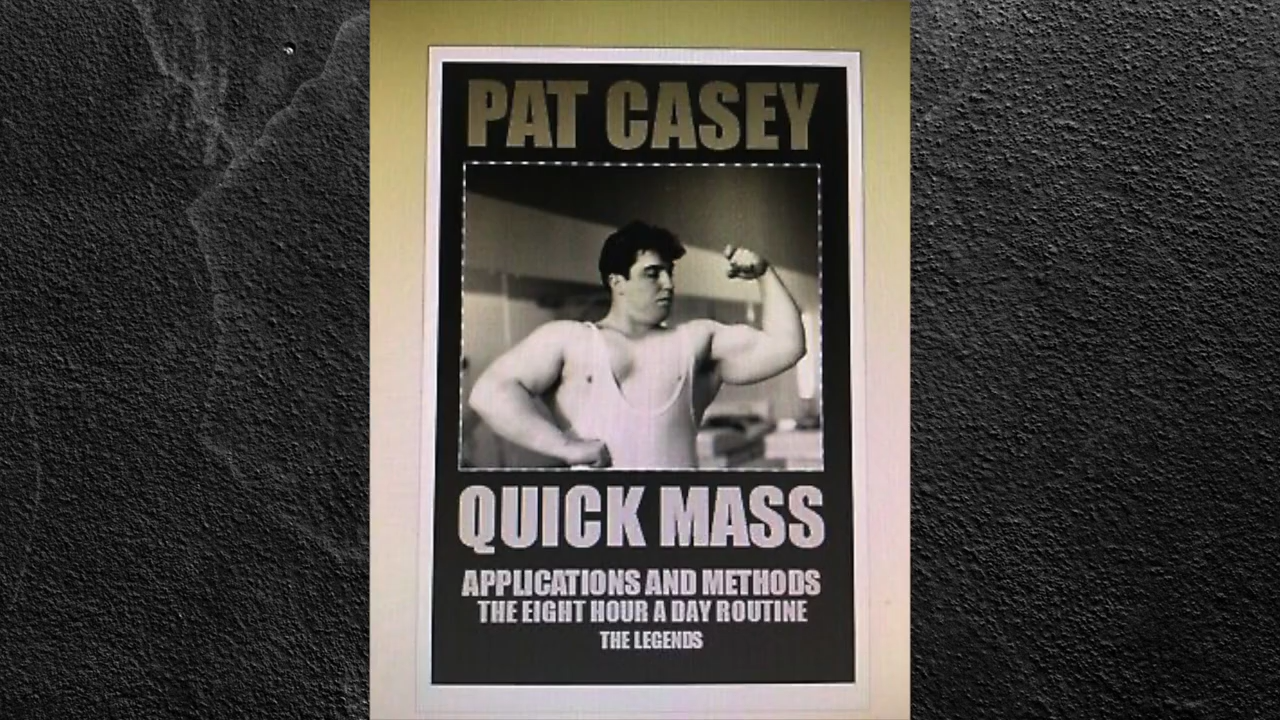 PAT CASEY
QUICK MASS
APPLICATIONS AND METHODS
THE EIGHT HOUR A DAY ROUTINE
THE LEGENDS